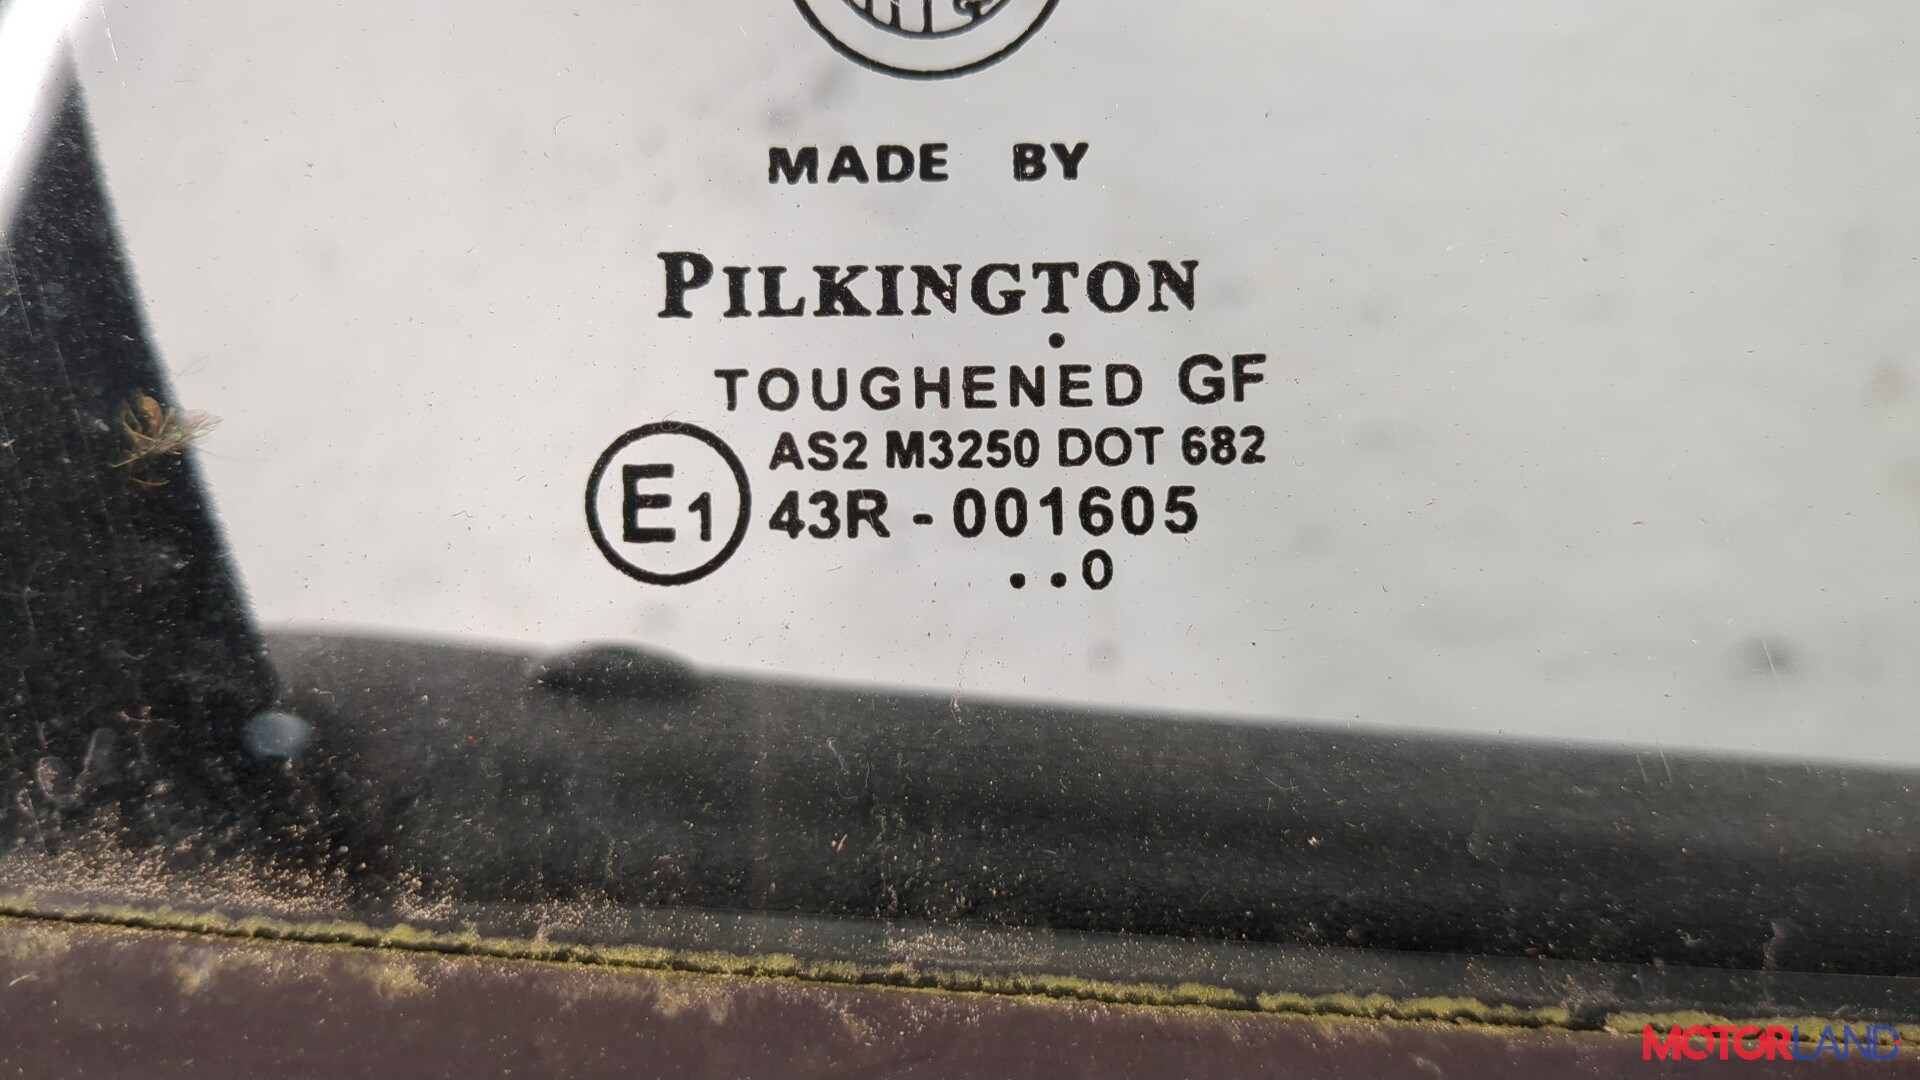 MADE BY
PILKINGTON
.
TOUGHENED GF
AS2 M3250 DOT 682
E1 43R - 001605
. . 0
MOTORLAND